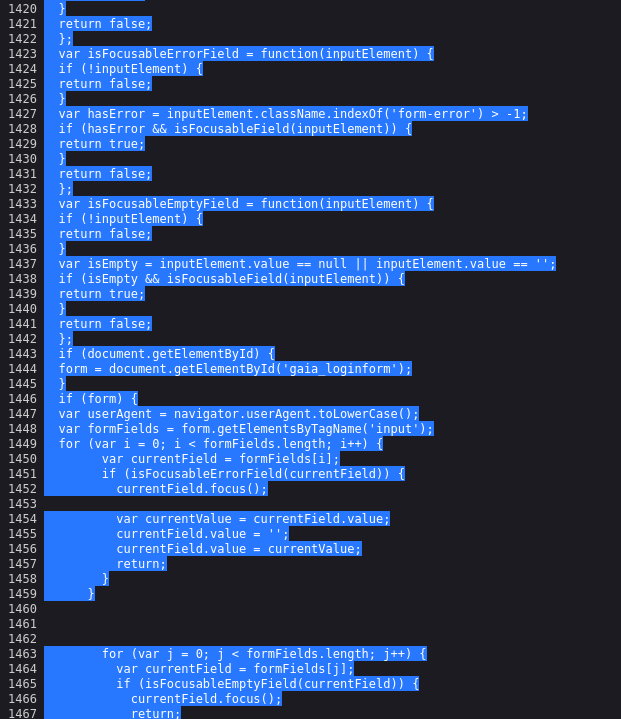 1420 }
1421 return false;
1422 };
1423 var isFocusableErrorField = function(inputElement) {
1424 if (!inputElement) {
1425 return false;
1426 }
1427 var hasError = inputElement.className.indexOf('form-error') > -1;
1428 if (hasError && isFocusableField(inputElement)) {
1429 return true;
1430 }
1431 return false;
1432 };
1433 var isFocusableEmptyField = function(inputElement) {
1434 if (!inputElement) {
1435 return false;
1436 }
1437 var isEmpty = inputElement.value == null || inputElement.value == '';
1438 if (isEmpty && isFocusableField(inputElement)) {
1439 return true;
1440 }
1441 return false;
1442 };
1443 if (document.getElementById) {
1444 form = document.getElementById('gaia_loginform');
1445 }
1446 if (form) {
1447 var userAgent = navigator.userAgent.toLowerCase();
1448 var formFields = form.getElementsByTagName('input');
1449 for (var i = 0; i < formFields.length; i++) {
1450 var currentField = formFields[i];
1451 if (isFocusableErrorField(currentField)) {
1452 currentField.focus();
1453
1454 var currentValue = currentField.value;
1455 currentField.value = '';
1456 currentField.value = currentValue;
1457 return;
1458 }
1459 }
1460
1461
1462
1463 for (var j = 0; j < formFields.length; j++) {
1464 var currentField = formFields[j];
1465 if (isFocusableEmptyField(currentField)) {
1466 currentField.focus();
1467 return;